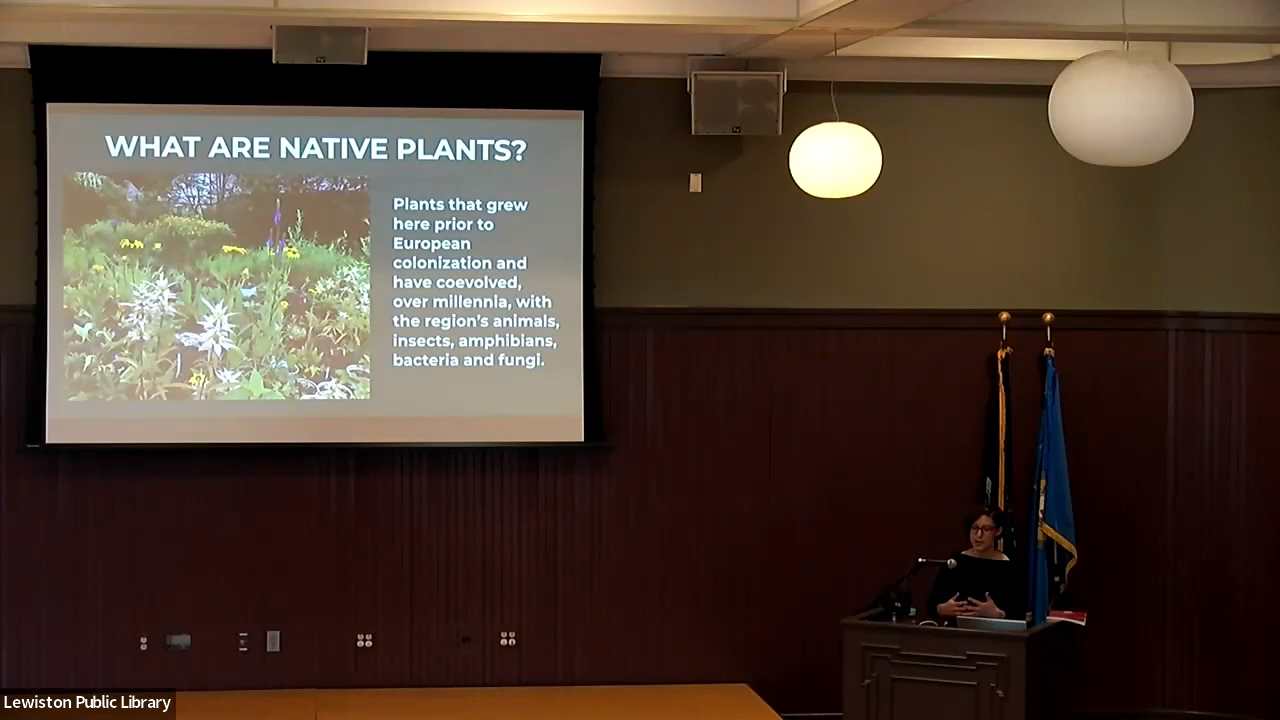 WHAT ARE NATIVE PLANTS?
Plants that grew
here prior to
European
colonization and
have coevolved,
over millennia, with
the region's animals,
insects, amphibians,
bacteria and fungi.
Lewiston Public Library